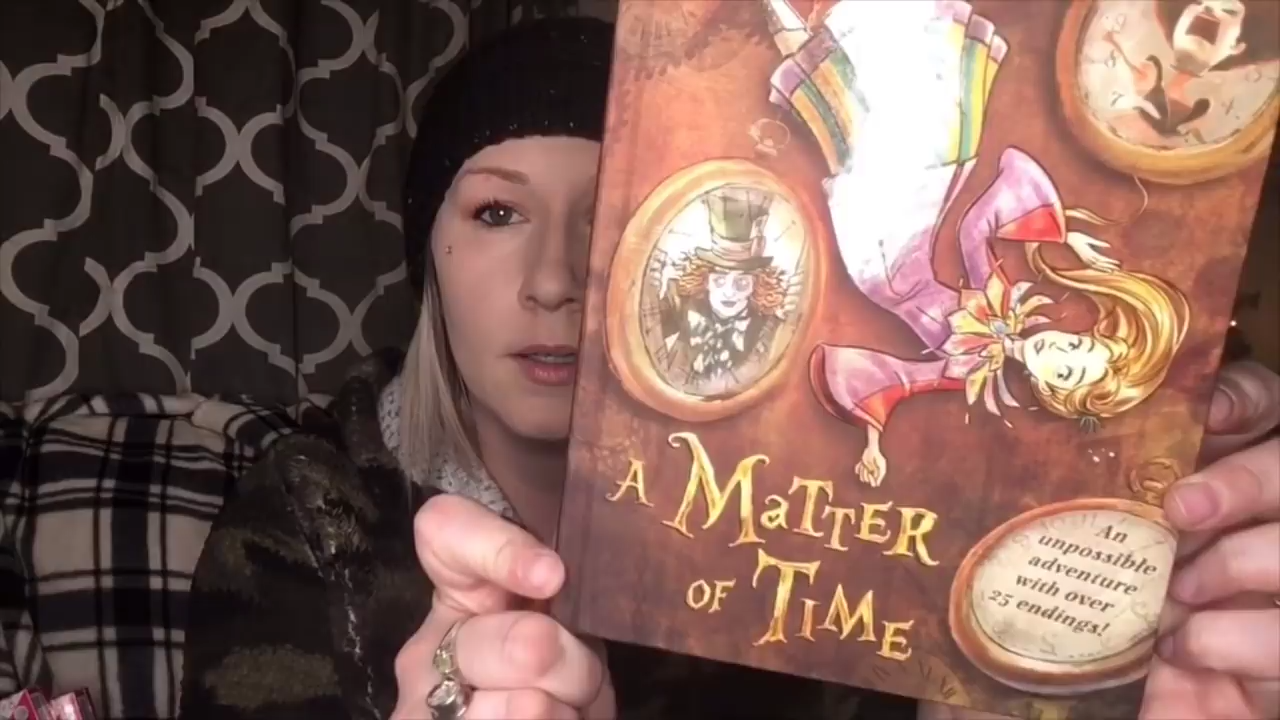 A MATTER
OF TIME
An
unpossible
adventure
with over
25 endings!